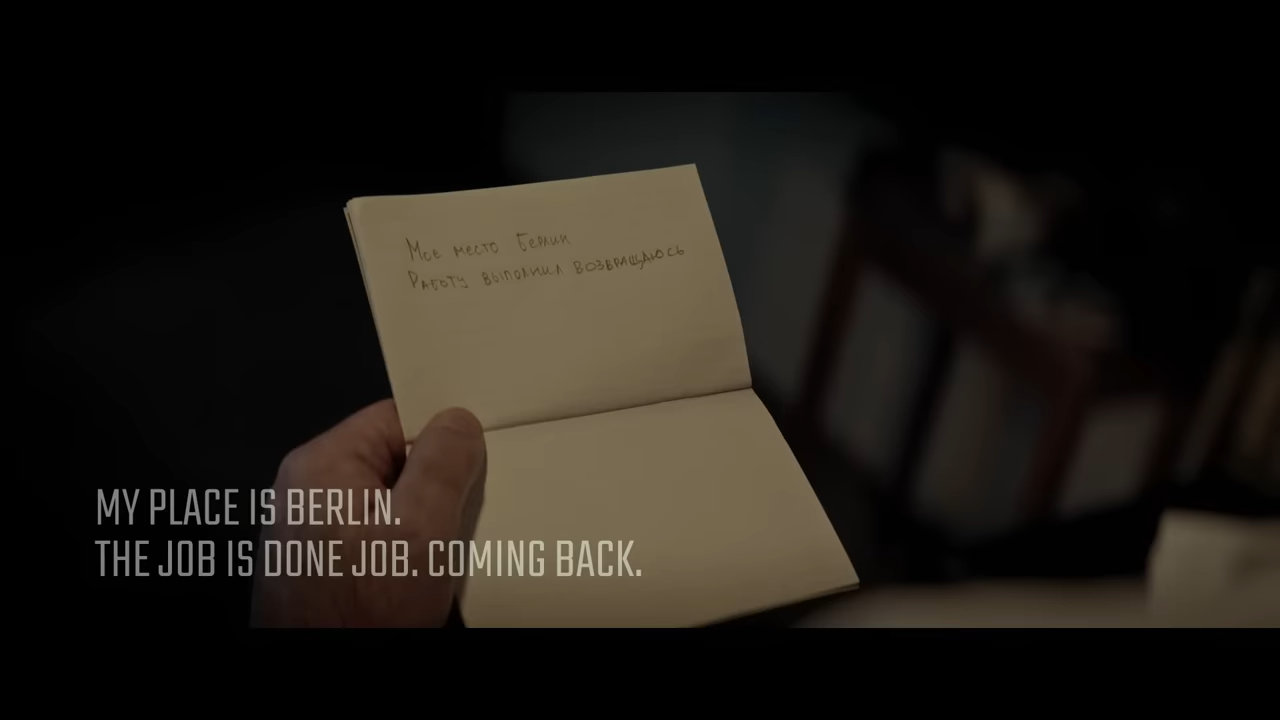 Мое место Берлин
Работу выполнил возвращаюсь
MY PLACE IS BERLIN.
THE JOB IS DONE JOB. COMING BACK.